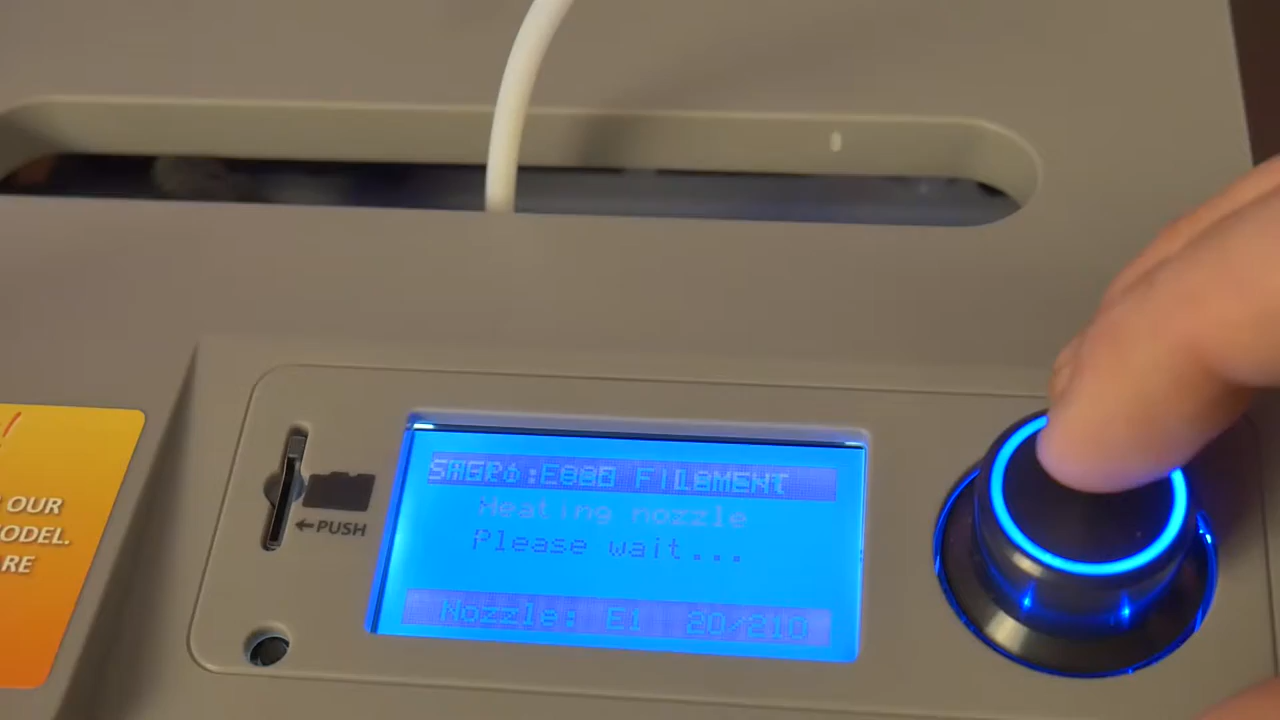 !
OUR
ODEL.
RE
←PUSH
FILAMENT
Heating nozzle
Please wait...
Nozzle: E1 20/210